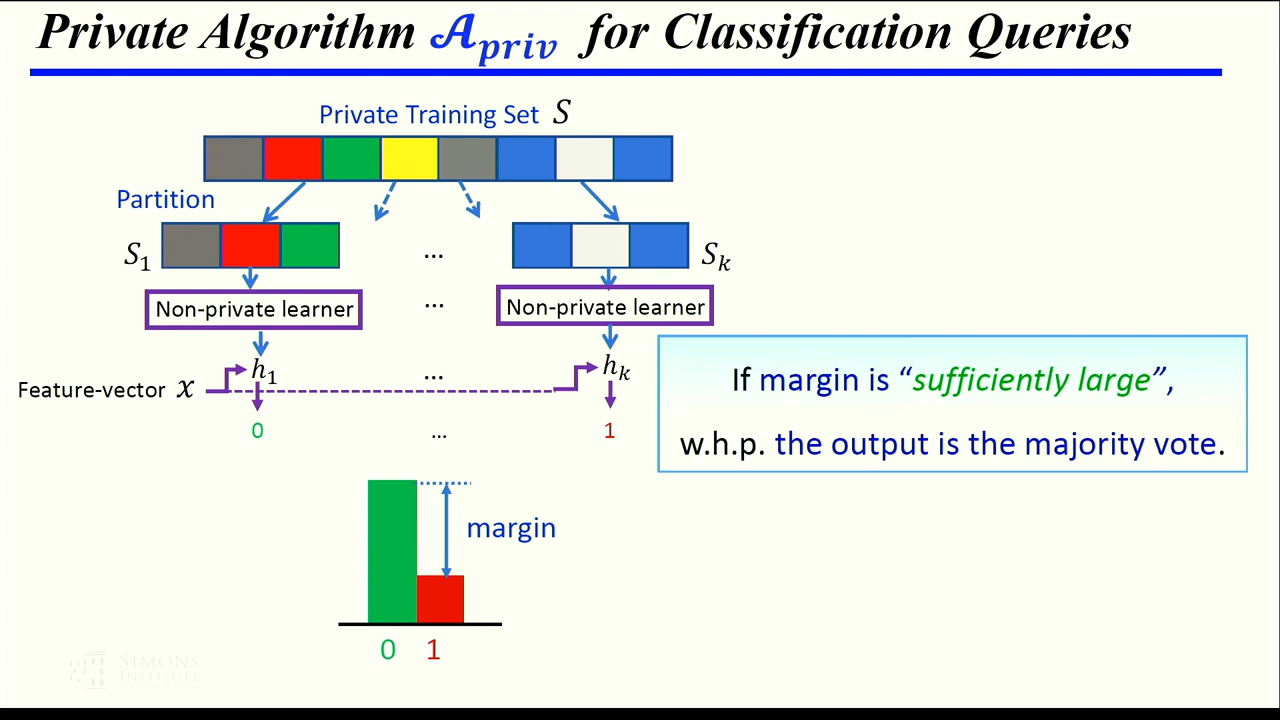 Private Algorithm 𝓐priv for Classification Queries
Private Training Set S
Partition
S₁ ... Sₖ
Non-private learner ... Non-private learner
h₁ ... hₖ
Feature-vector x
0 ... 1
If margin is “sufficiently large”,
w.h.p. the output is the majority vote.
margin
0 1
SIMONS
INSTITUTE